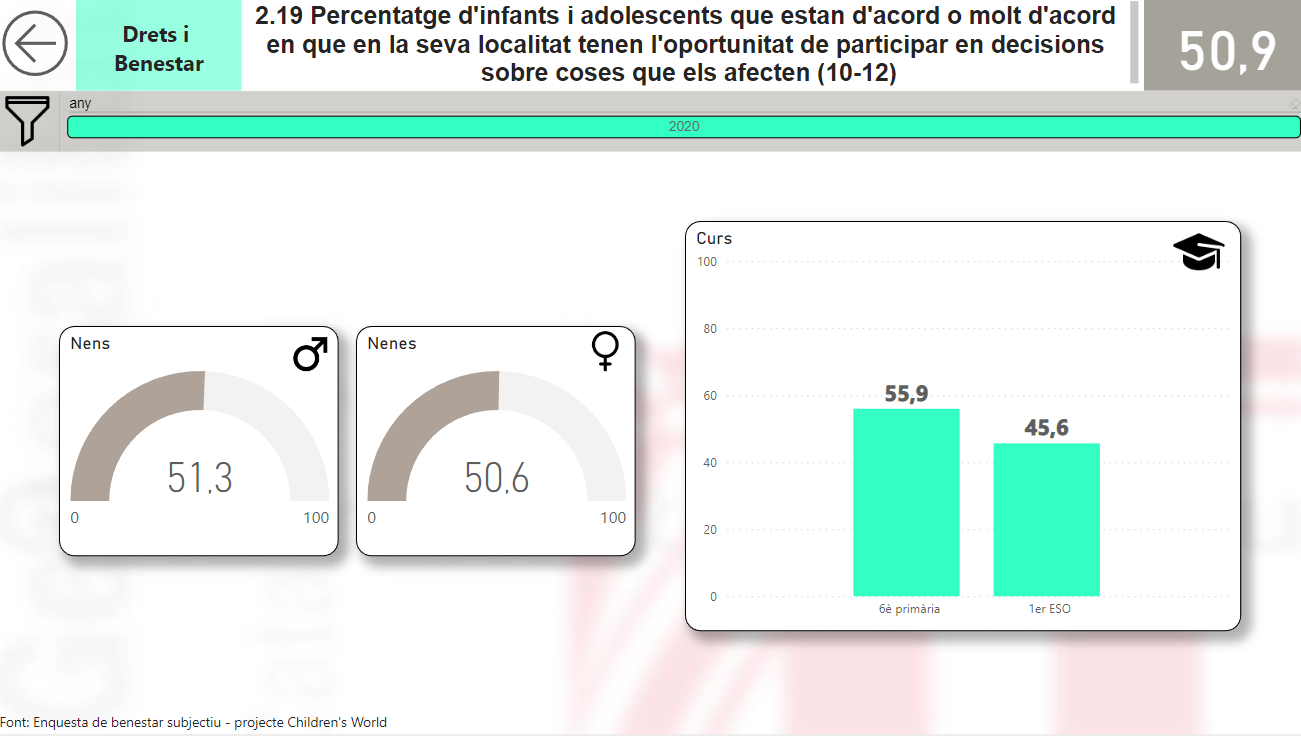 Drets i
Benestar
2.19 Percentatge d'infants i adolescents que estan d'acord o molt d'acord
en que en la seva localitat tenen l'oportunitat de participar en decisions
sobre coses que els afecten (10-12)
50,9
any
2020
Nens
51,3
0
100
Nenes
50,6
0
100
Curs
100
80
60
40
20
0
55,9
45,6
6è primària
1er ESO
Font: Enquesta de benestar subjectiu - projecte Children's World